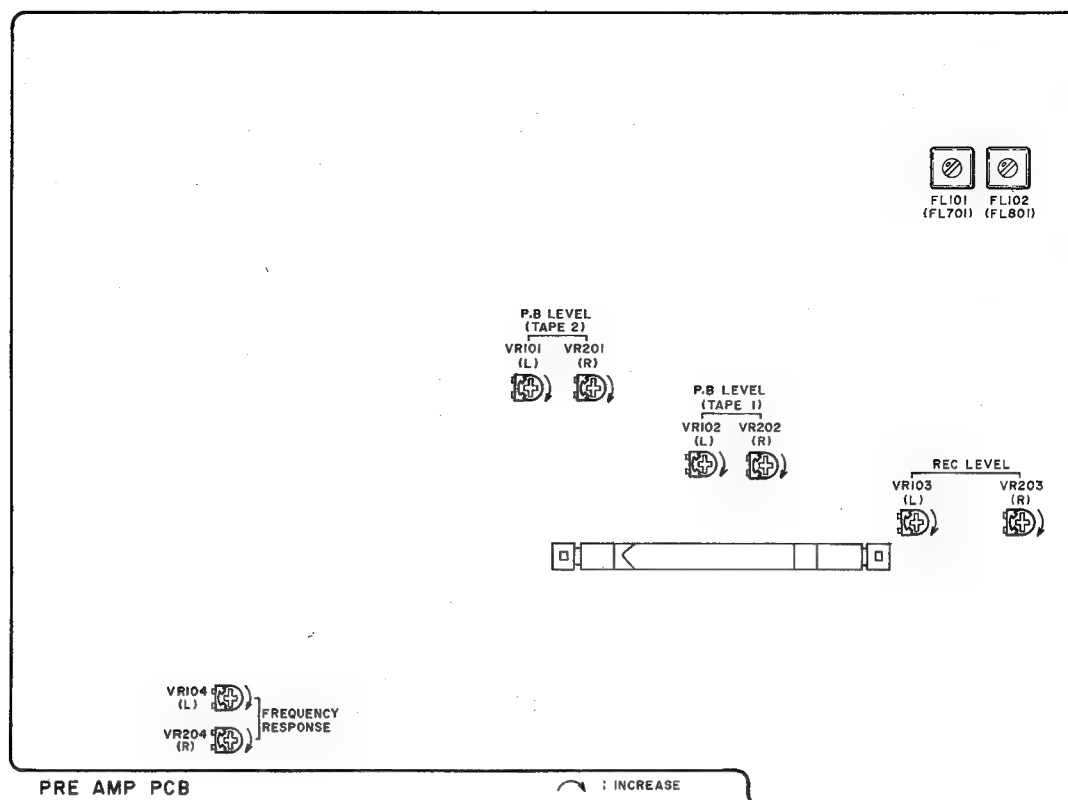 FL101 FL102
(FL701) (FL801)
P.B LEVEL
(TAPE 2)
VR101 VR201
(L) (R)
P.B LEVEL
(TAPE 1)
VR102 VR202
(L) (R)
REC LEVEL
VR103 VR203
(L) (R)
VR104
(L)
FREQUENCY
RESPONSE
VR204
(R)
PRE AMP PCB
: INCREASE